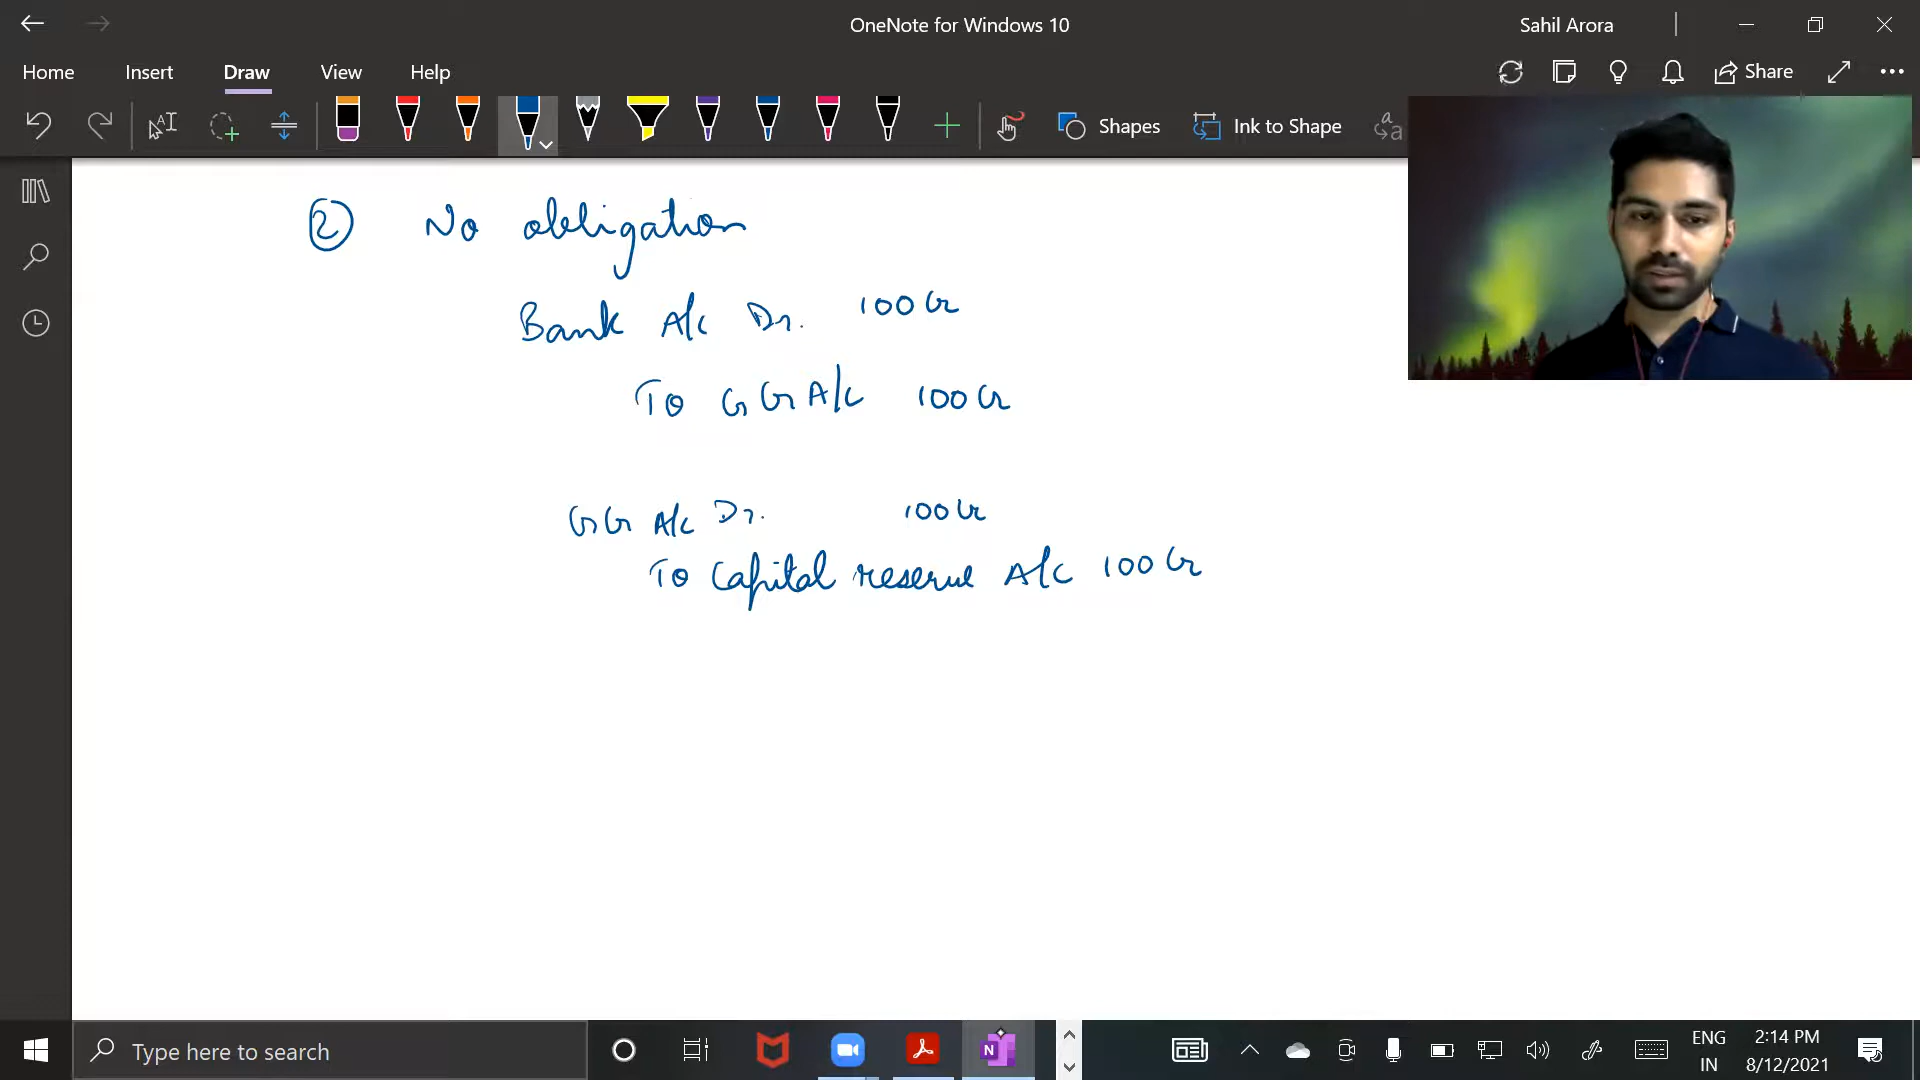 OneNote for Windows 10
Sahil Arora
Home Insert Draw View Help
Share
Shapes Ink to Shape
② No obligation
Bank A/c Dr. 100 Cr
To GG A/c 100 Cr
GG A/c Dr. 100 Cr
To Capital reserve A/c 100 Cr
Type here to search
ENG
IN
2:14 PM
8/12/2021